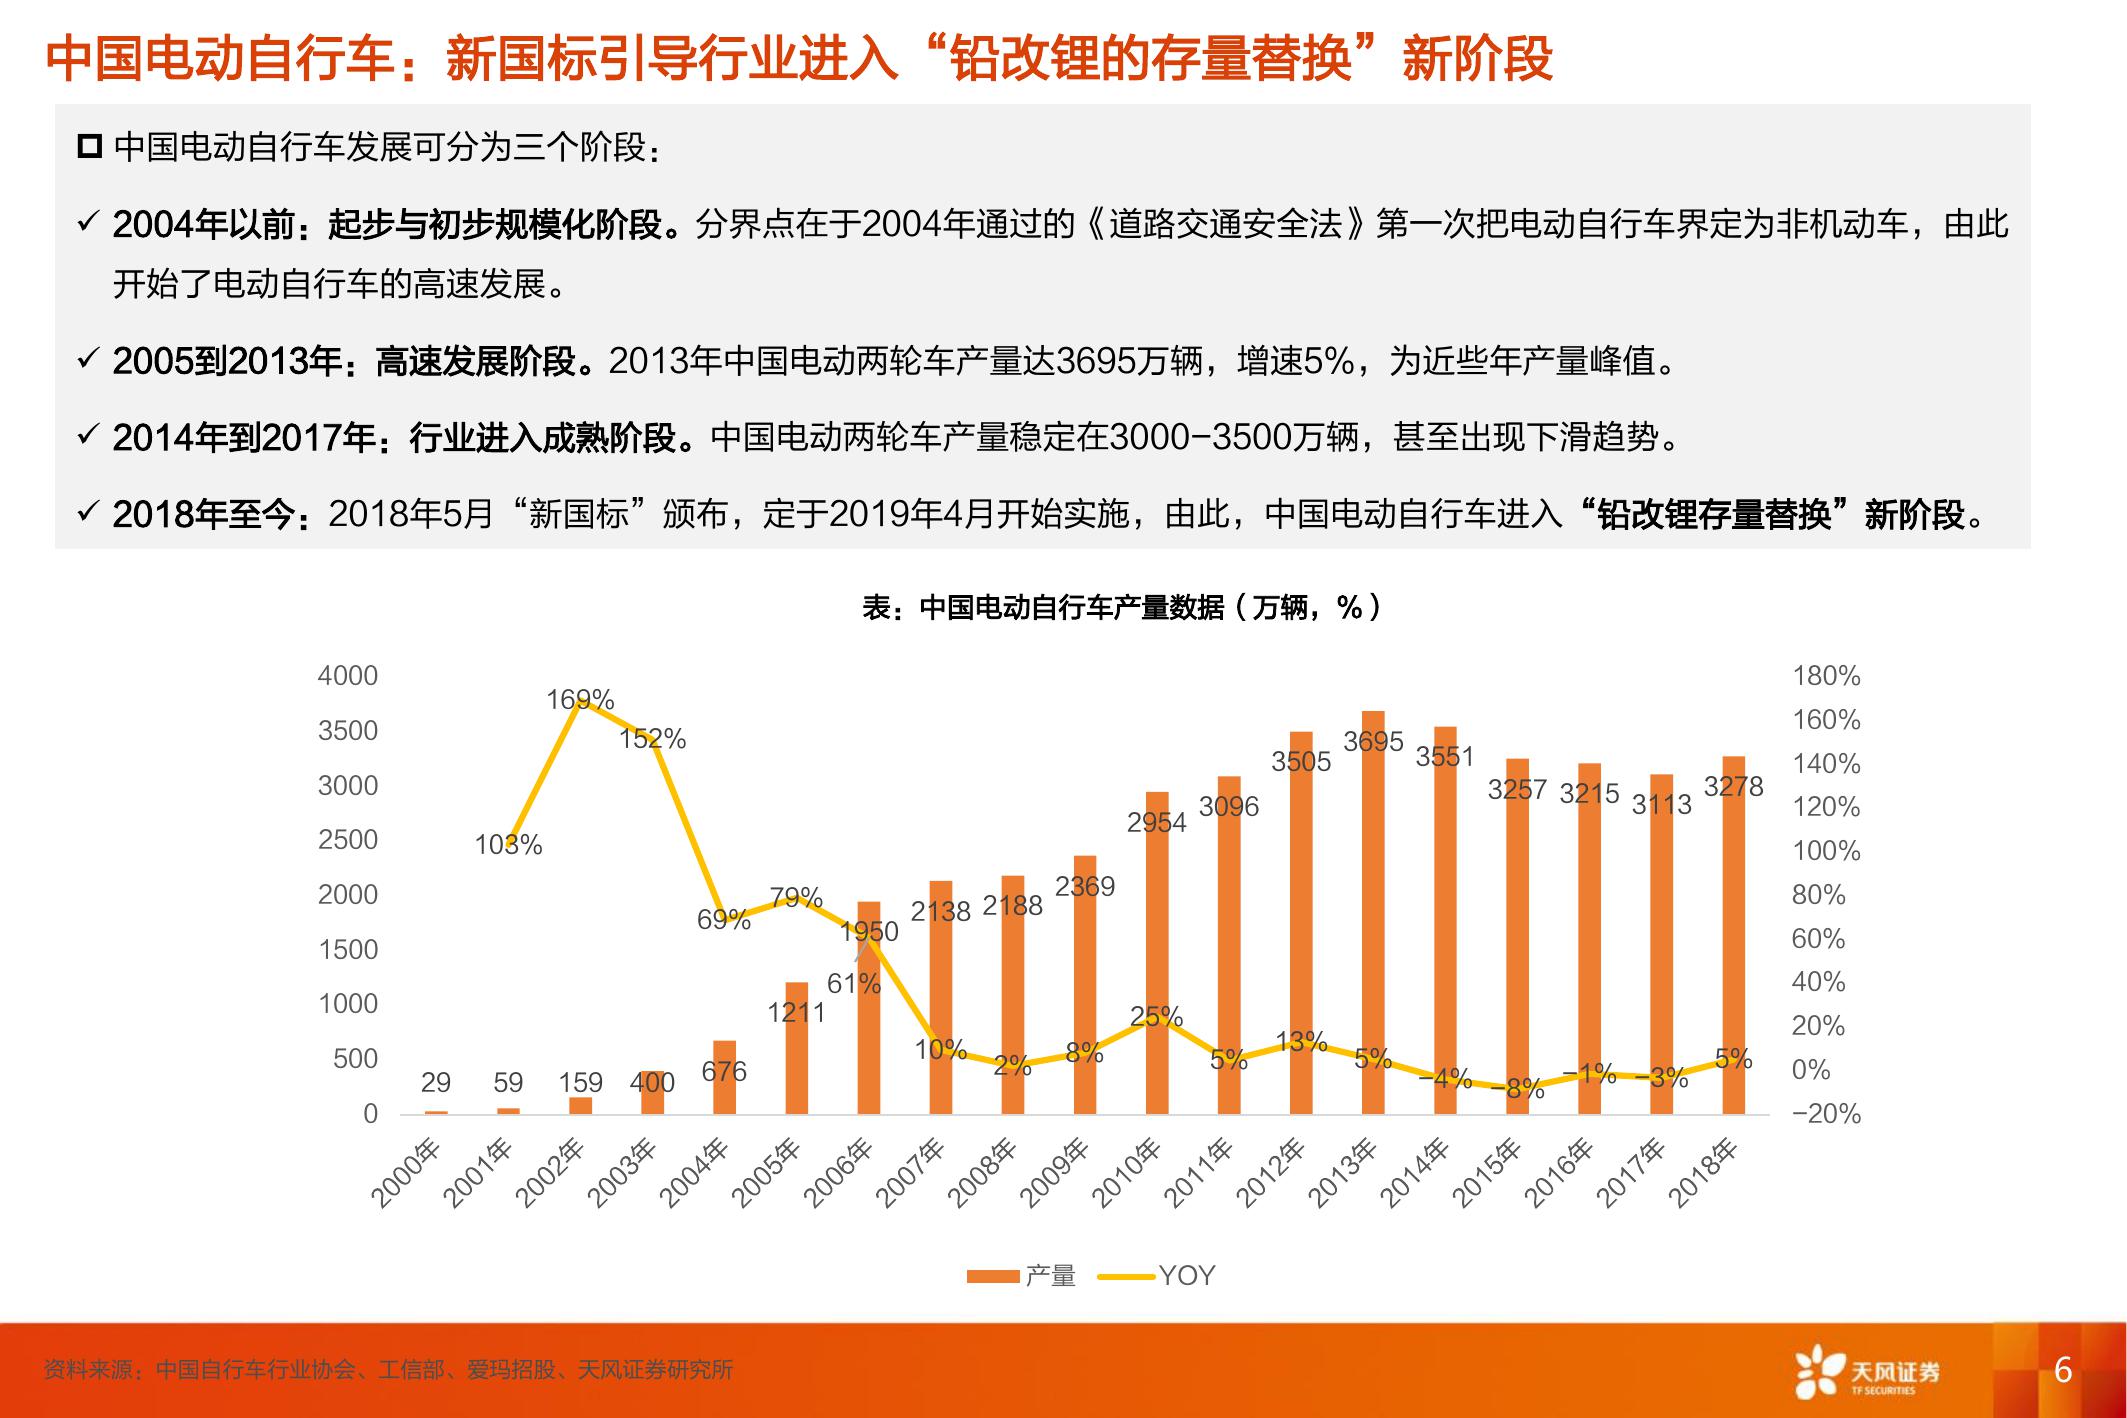 中国电动自行车：新国标引导行业进入“铅改锂的存量替换”新阶段
中国电动自行车发展可分为三个阶段：
✓ 2004年以前：起步与初步规模化阶段。分界点在于2004年通过的《道路交通安全法》第一次把电动自行车界定为非机动车，由此
开始了电动自行车的高速发展。
✓ 2005到2013年：高速发展阶段。2013年中国电动两轮车产量达3695万辆，增速5%，为近些年产量峰值。
✓ 2014年到2017年：行业进入成熟阶段。中国电动两轮车产量稳定在3000-3500万辆，甚至出现下滑趋势。
✓ 2018年至今：2018年5月“新国标”颁布，定于2019年4月开始实施，由此，中国电动自行车进入“铅改锂存量替换”新阶段。
表：中国电动自行车产量数据（万辆，%）
4000
3500
3000
2500
2000
1500
1000
500
0
180%
160%
140%
120%
100%
80%
60%
40%
20%
0%
-20%
29
59
159
400
676
1211
1950
2138
2188
2369
2954
3096
3505
3695
3551
3257
3215
3113
3278
103%
169%
152%
69%
79%
61%
10%
2%
8%
25%
5%
13%
5%
-4%
-8%
-1%
-3%
5%
2000年
2001年
2002年
2003年
2004年
2005年
2006年
2007年
2008年
2009年
2010年
2011年
2012年
2013年
2014年
2015年
2016年
2017年
2018年
产量
YOY
资料来源：中国自行车行业协会、工信部、爱玛招股、天风证券研究所
天风证券
TF SECURITIES
6